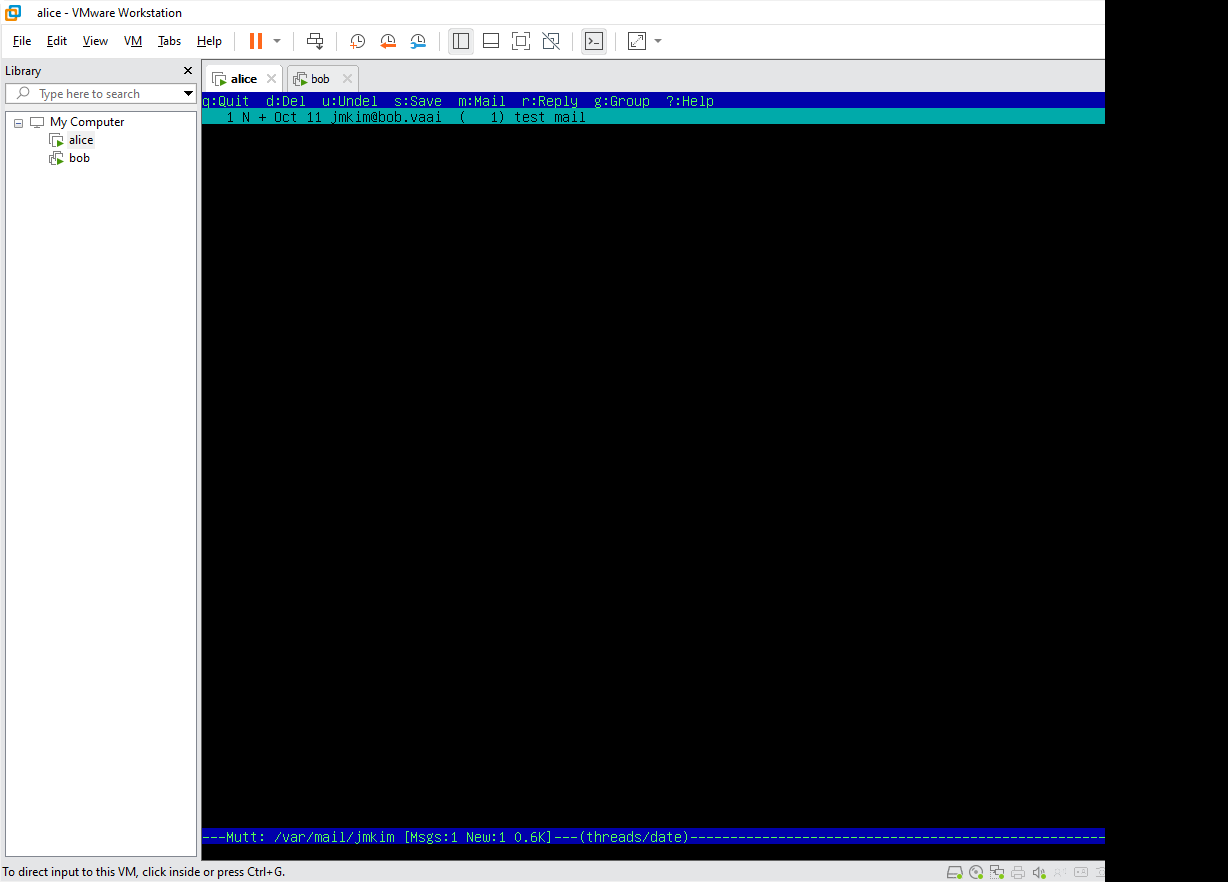 alice - VMware Workstation
File Edit View VM Tabs Help
Library
alice bob
Type here to search
My Computer
alice
bob
q:Quit d:Del u:Undel s:Save m:Mail r:Reply g:Group ?:Help
1 N + Oct 11 jmkim@bob.vaai ( 1) test mail
---Mutt: /var/mail/jmkim [Msgs:1 New:1 0.6K]---(threads/date)----------------------------------------------------
To direct input to this VM, click inside or press Ctrl+G.